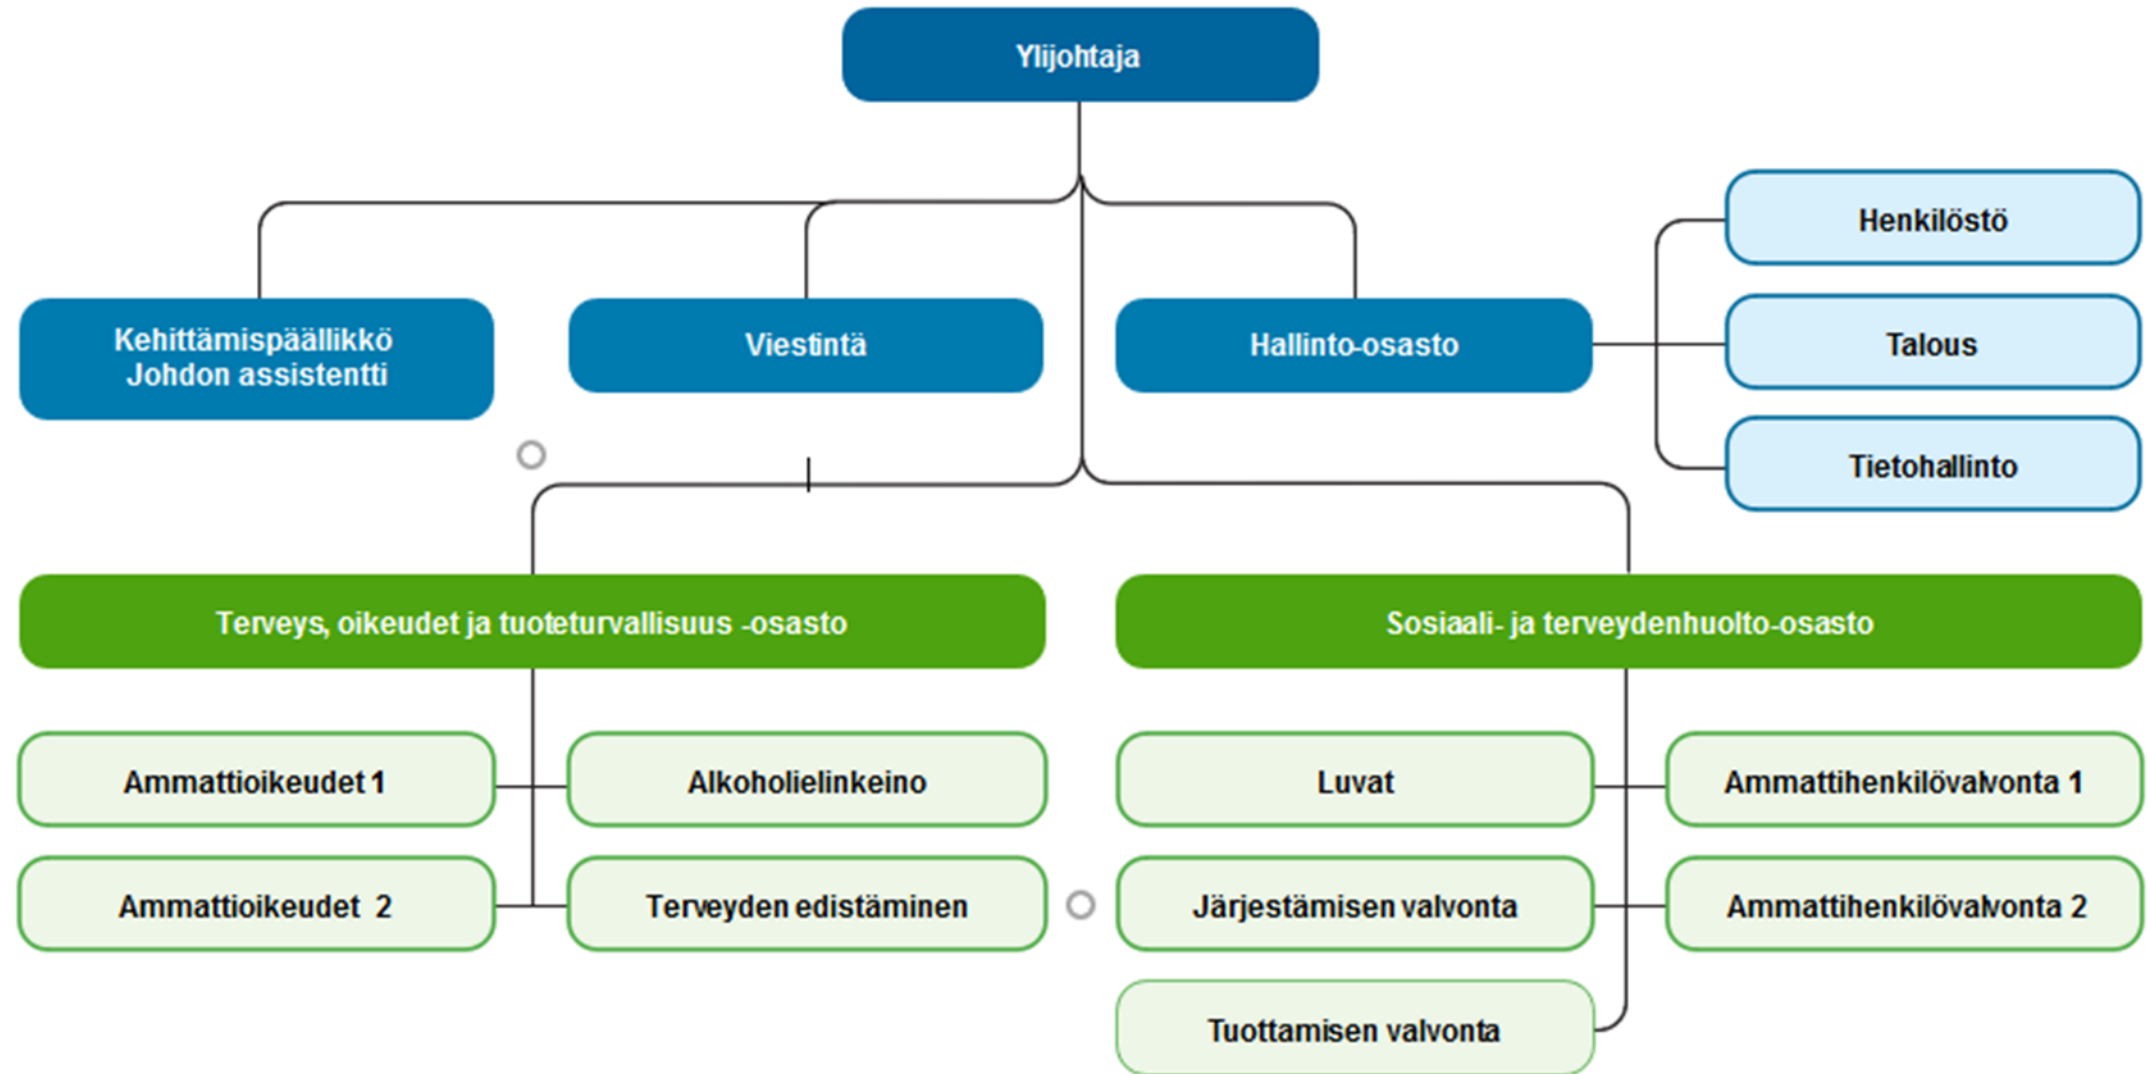 Ylijohtaja
Kehittämispäällikkö
Johdon assistentti
Viestintä
Hallinto-osasto
Henkilöstö
Talous
Tietohallinto
Terveys, oikeudet ja tuoteturvallisuus -osasto
Ammattioikeudet 1
Alkoholielinkeino
Ammattioikeudet 2
Terveyden edistäminen
Sosiaali- ja terveydenhuolto-osasto
Luvat
Ammattihenkilövalvonta 1
Järjestämisen valvonta
Ammattihenkilövalvonta 2
Tuottamisen valvonta